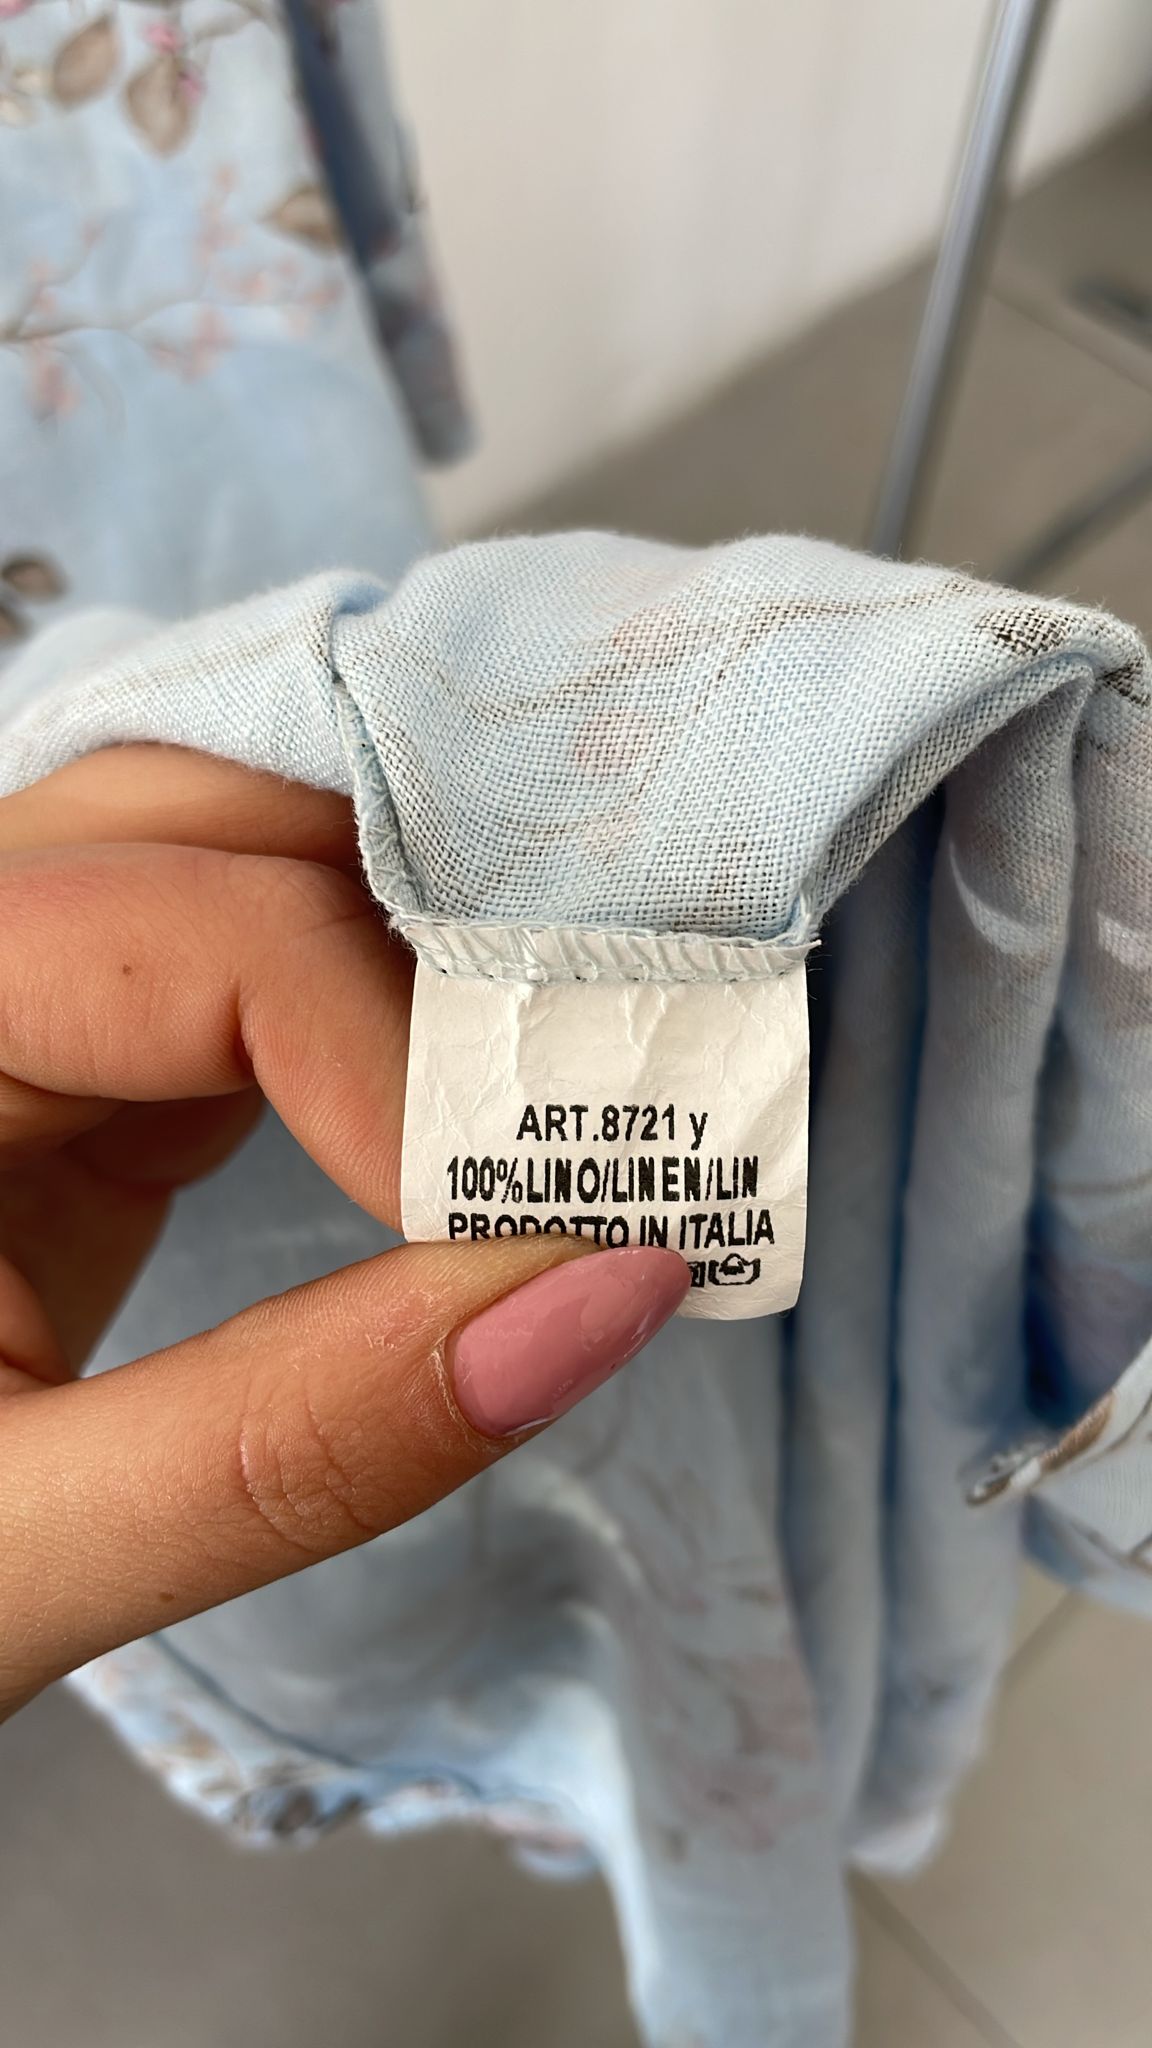 ART.8721 y
100%LINO/LINEN/LIN
PRODOTTO IN ITALIA